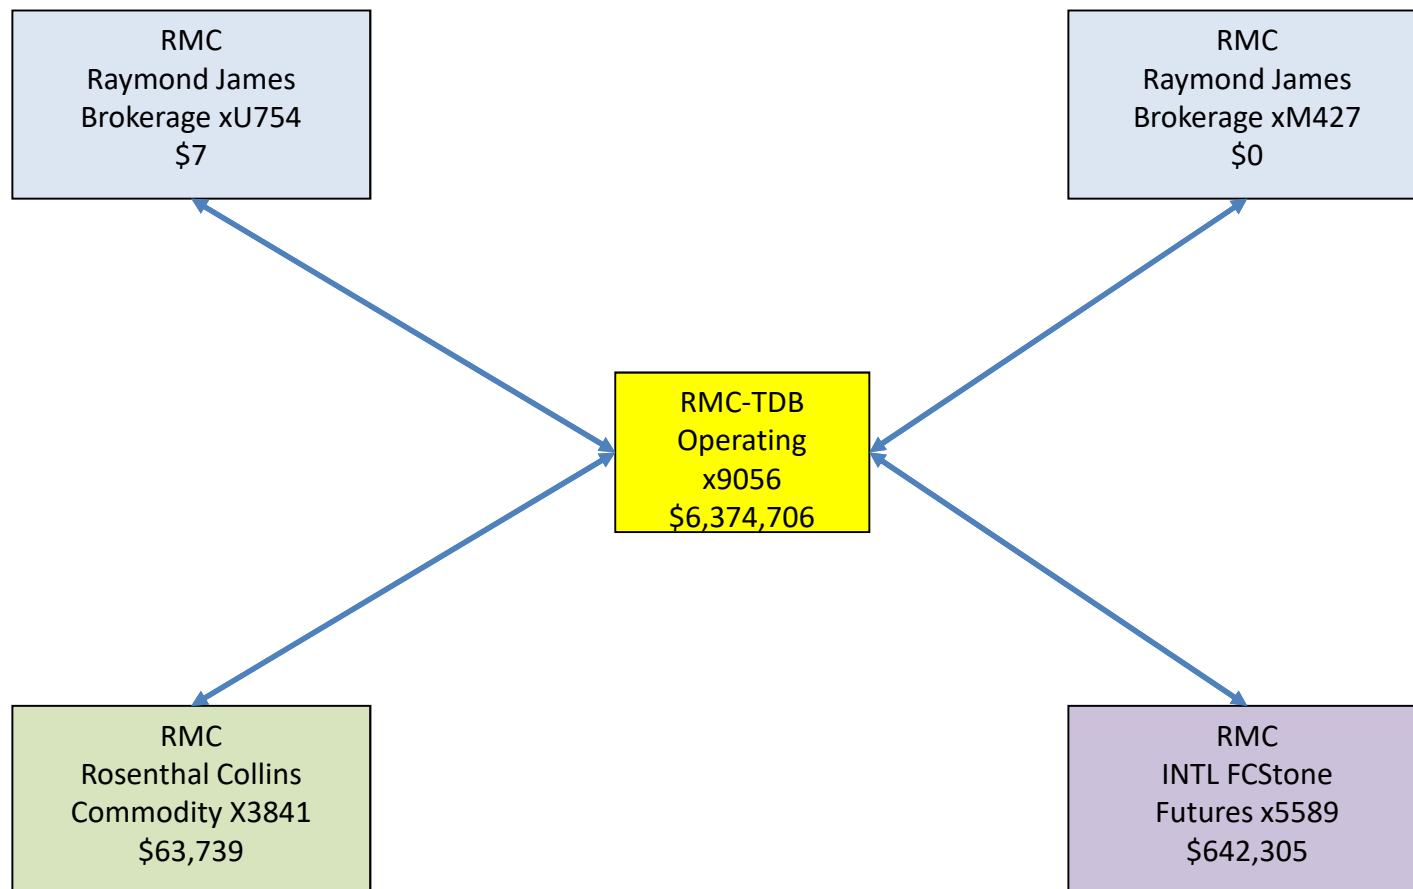 RMC
Raymond James
Brokerage xU754
$7
RMC
Raymond James
Brokerage xM427
$0
RMC-TDB
Operating
x9056
$6,374,706
RMC
Rosenthal Collins
Commodity X3841
$63,739
RMC
INTL FCStone
Futures x5589
$642,305